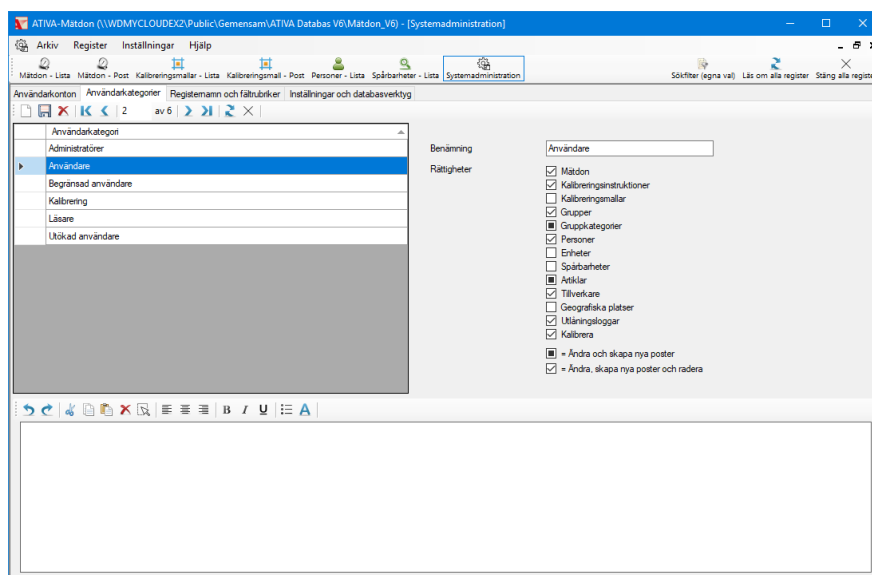 ATIVA-Mätdon (\\WDMYCLOUDEX2\Public\Gemensam\ATIVA Databas V6\Mätdon_V6) - [Systemadministration]
Arkiv Register Inställningar Hjälp
Mätdon - Lista Mätdon - Post Kalibreringsmallar - Lista Kalibreringsmall - Post Personer - Lista Spårbarheter - Lista Systemadministration Sökfilter (egna val) Läs om alla register Stäng alla registe
Användarkonton Användarkategorier Registernamn och fältrubriker Inställningar och databasverktyg
2 av 6
Användarkategori
Administratörer
Användare
Begränsad användare
Kalibrering
Läsare
Utökad användare
Benämning Användare
Rättigheter
Mätdon
Kalibreringsinstruktioner
Kalibreringsmallar
Grupper
Gruppkategorier
Personer
Enheter
Spårbarheter
Artiklar
Tillverkare
Geografiska platser
Utlåningsloggar
Kalibrera
= Ändra och skapa nya poster
= Ändra, skapa nya poster och radera
B I U A